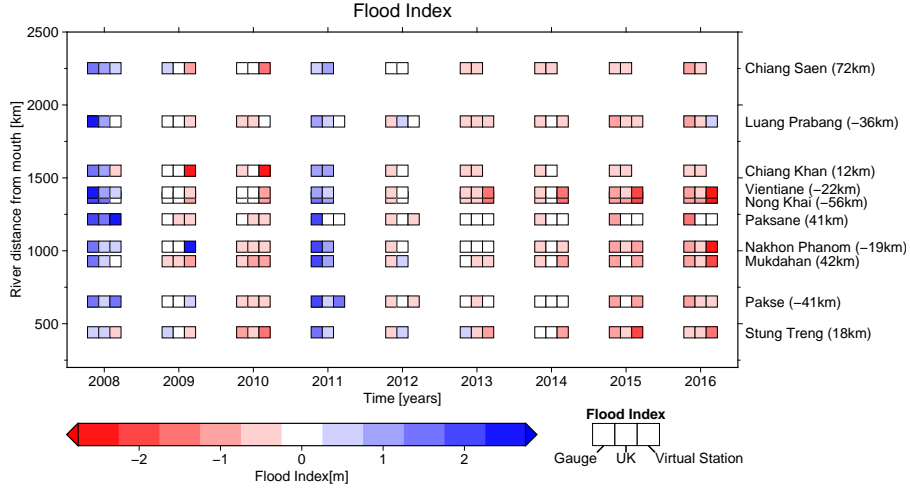 Flood Index
2500
2000
1500
1000
500
River distance from mouth [km]
Chiang Saen (72km)
Luang Prabang (−36km)
Chiang Khan (12km)
Vientiane (−22km)
Nong Khai (−56km)
Paksane (41km)
Nakhon Phanom (−19km)
Mukdahan (42km)
Pakse (−41km)
Stung Treng (18km)
2008 2009 2010 2011 2012 2013 2014 2015 2016
Time [years]
−2 −1 0 1 2
Flood Index[m]
Flood Index
Gauge UK Virtual Station